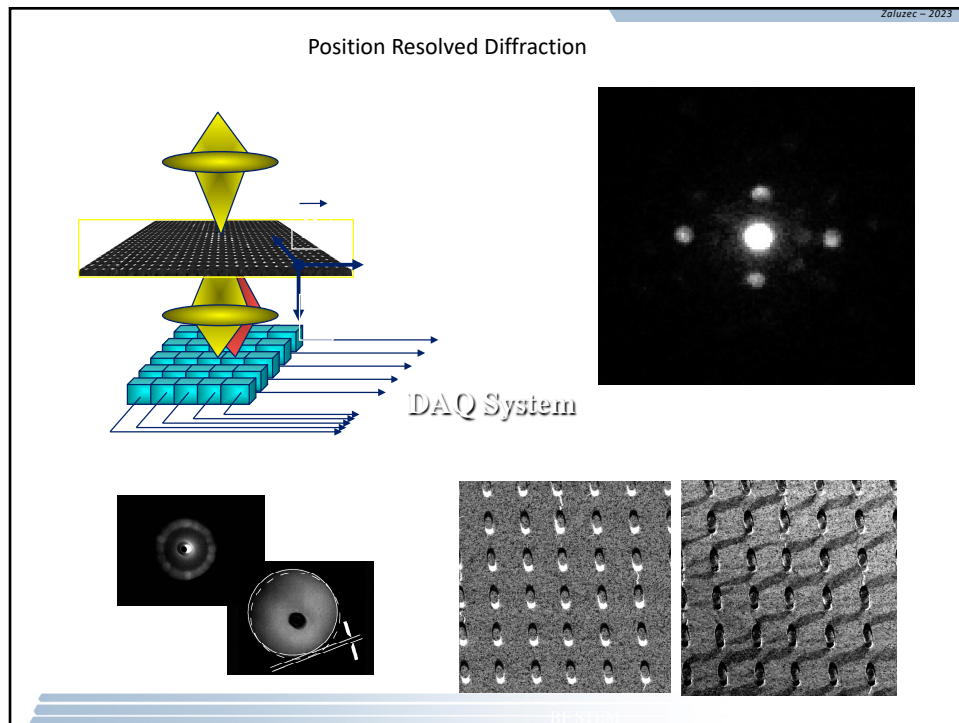 Zaluzec – 2023
Position Resolved Diffraction
DAQ System